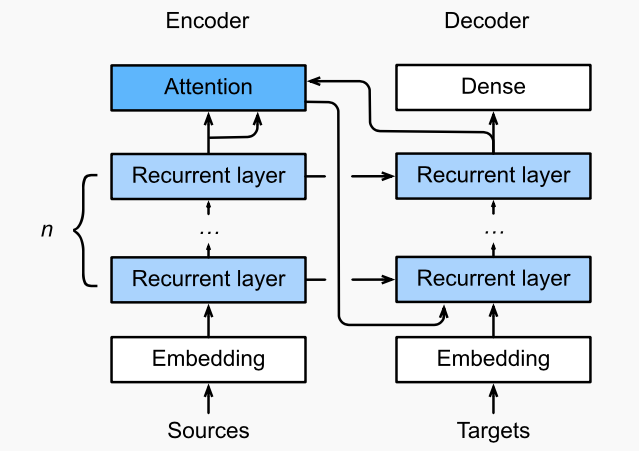 Encoder
Decoder
Attention
Dense
Recurrent layer
Recurrent layer
n
...
...
Recurrent layer
Recurrent layer
Embedding
Embedding
Sources
Targets